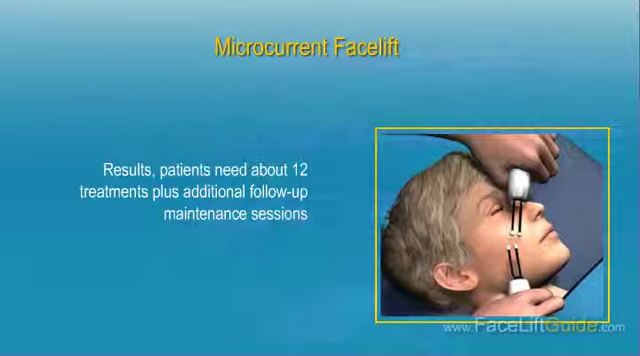 Microcurrent Facelift
Results, patients need about 12
treatments plus additional follow-up
maintenance sessions
www.FaceLiftGuide.com